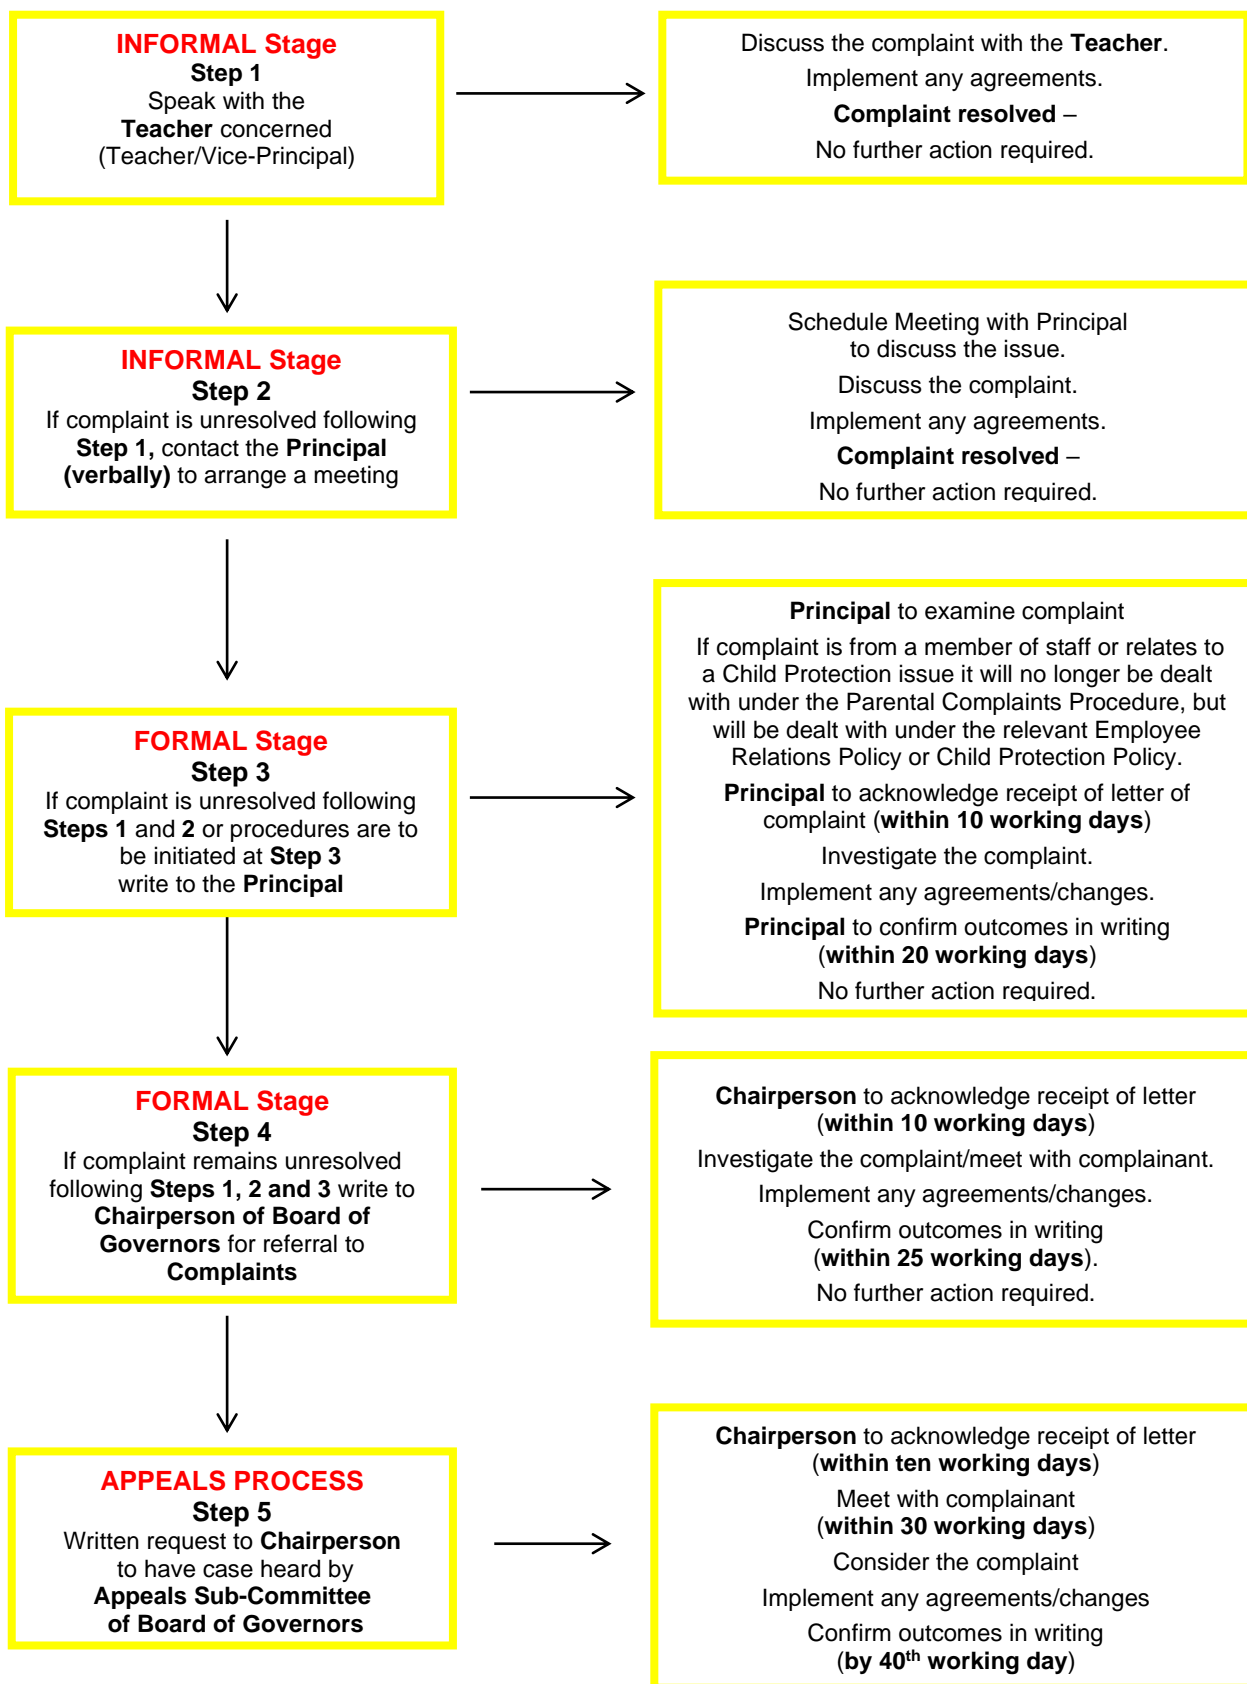 INFORMAL Stage
Step 1
Speak with the
Teacher concerned
(Teacher/Vice-Principal)
Discuss the complaint with the Teacher.
Implement any agreements.
Complaint resolved –
No further action required.
INFORMAL Stage
Step 2
If complaint is unresolved following
Step 1, contact the Principal
(verbally) to arrange a meeting
Schedule Meeting with Principal
to discuss the issue.
Discuss the complaint.
Implement any agreements.
Complaint resolved –
No further action required.
FORMAL Stage
Step 3
If complaint is unresolved following
Steps 1 and 2 or procedures are to
be initiated at Step 3
write to the Principal
Principal to examine complaint
If complaint is from a member of staff or relates to
a Child Protection issue it will no longer be dealt
with under the Parental Complaints Procedure, but
will be dealt with under the relevant Employee
Relations Policy or Child Protection Policy.
Principal to acknowledge receipt of letter of
complaint (within 10 working days)
Investigate the complaint.
Implement any agreements/changes.
Principal to confirm outcomes in writing
(within 20 working days)
No further action required.
FORMAL Stage
Step 4
If complaint remains unresolved
following Steps 1, 2 and 3 write to
Chairperson of Board of
Governors for referral to
Complaints
Chairperson to acknowledge receipt of letter
(within 10 working days)
Investigate the complaint/meet with complainant.
Implement any agreements/changes.
Confirm outcomes in writing
(within 25 working days).
No further action required.
APPEALS PROCESS
Step 5
Written request to Chairperson
to have case heard by
Appeals Sub-Committee
of Board of Governors
Chairperson to acknowledge receipt of letter
(within ten working days)
Meet with complainant
(within 30 working days)
Consider the complaint
Implement any agreements/changes
Confirm outcomes in writing
(by 40th working day)